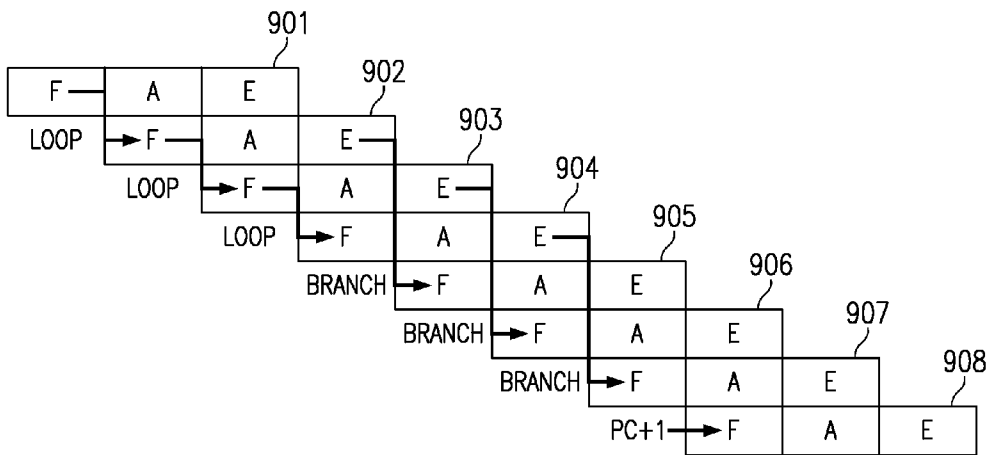 901
F A E
902
LOOP F A E
903
LOOP F A E
904
LOOP F A E
905
BRANCH F A E
906
BRANCH F A E
907
BRANCH F A E
908
PC+1 F A E